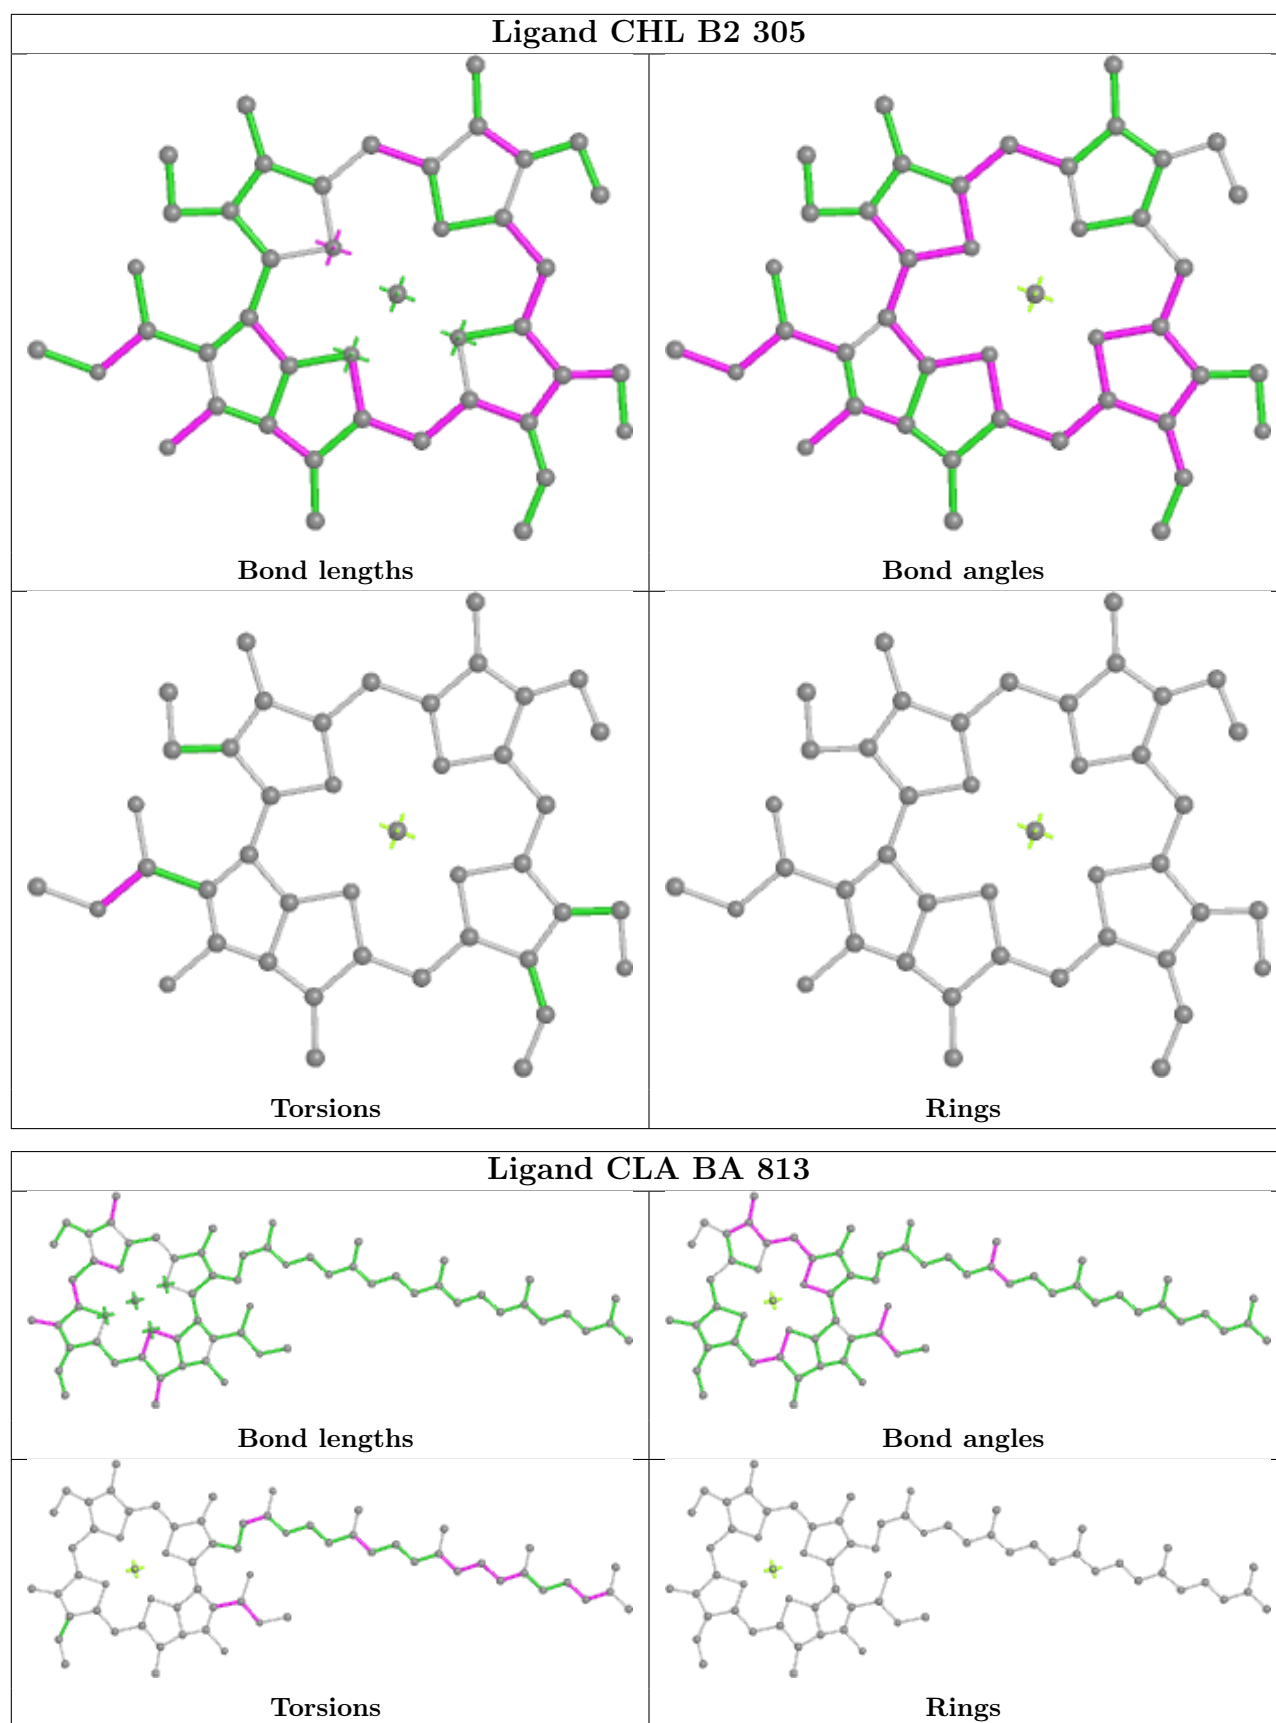 Ligand CHL B2 305
Bond lengths
Bond angles
Torsions
Rings
Ligand CLA BA 813
Bond lengths
Bond angles
Torsions
Rings